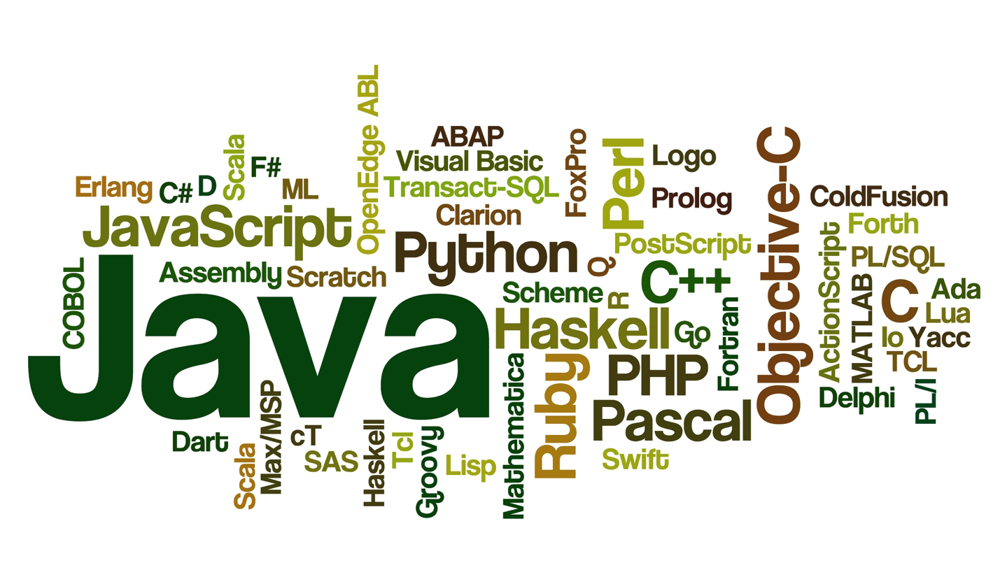 OpenEdge ABL
ABAP
FoxPro
Perl
Logo
Objective-C
Scala
F#
Visual Basic
Erlang
C#
D
ML
Transact-SQL
Prolog
ColdFusion
JavaScript
Clarion
Forth
Python
PostScript
ActionScript
PL/SQL
COBOL
Assembly
Scratch
Q
C++
MATLAB
C
Ada
Java
Scheme
R
Lua
Haskell
Go
Fortran
Io
Yacc
Mathematica
Ruby
PHP
TCL
Delphi
PL/I
Max/MSP
Pascal
Dart
cT
Scala
SAS
Haskell
Tcl
Groovy
Lisp
Swift